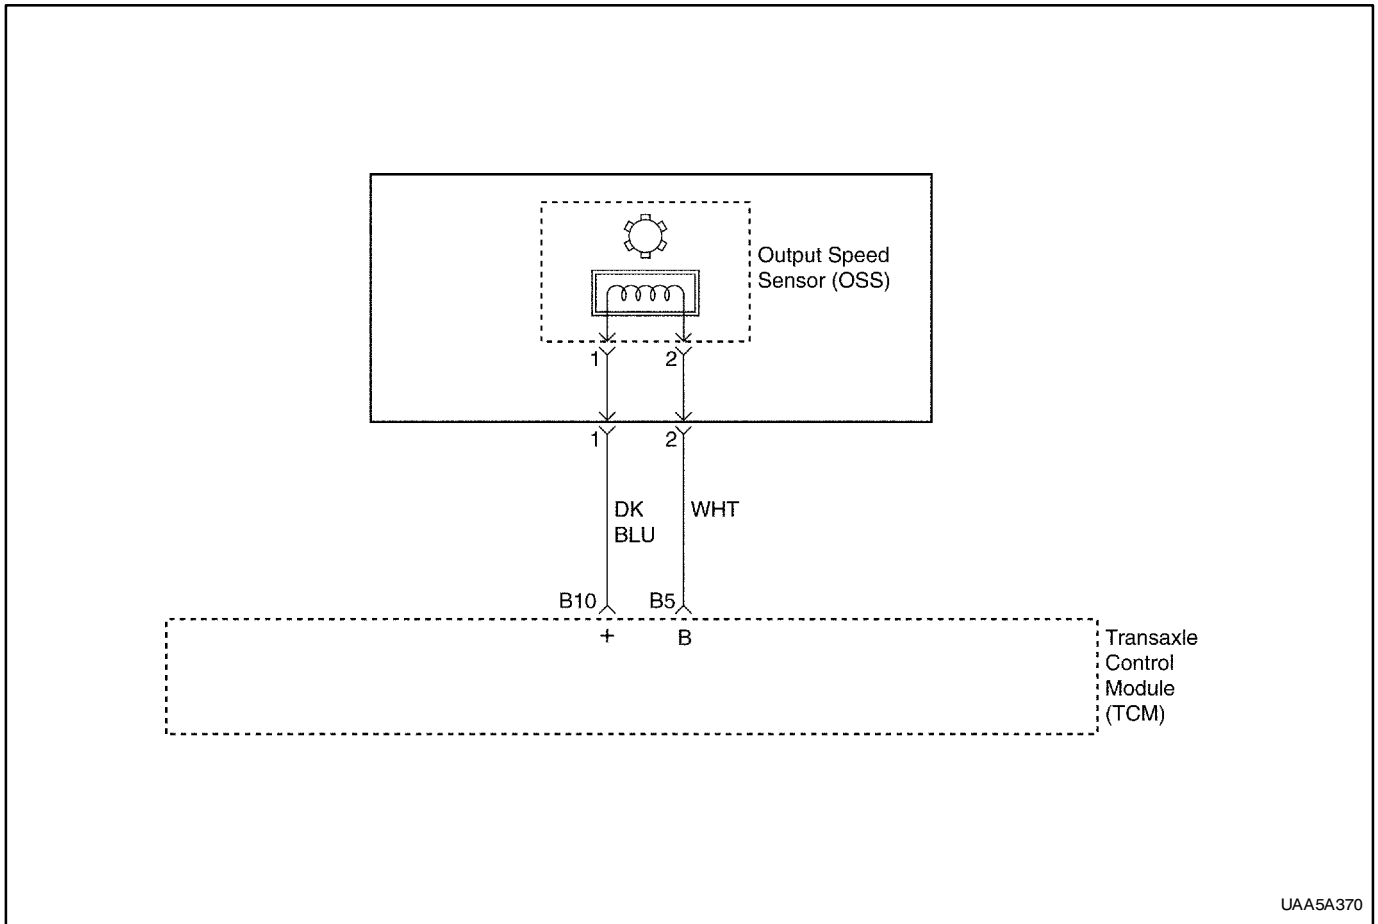 Output Speed
Sensor (OSS)
1 2
1 2
DK WHT
BLU
B10 B5
+ B
Transaxle
Control
Module
(TCM)
UAA5A370